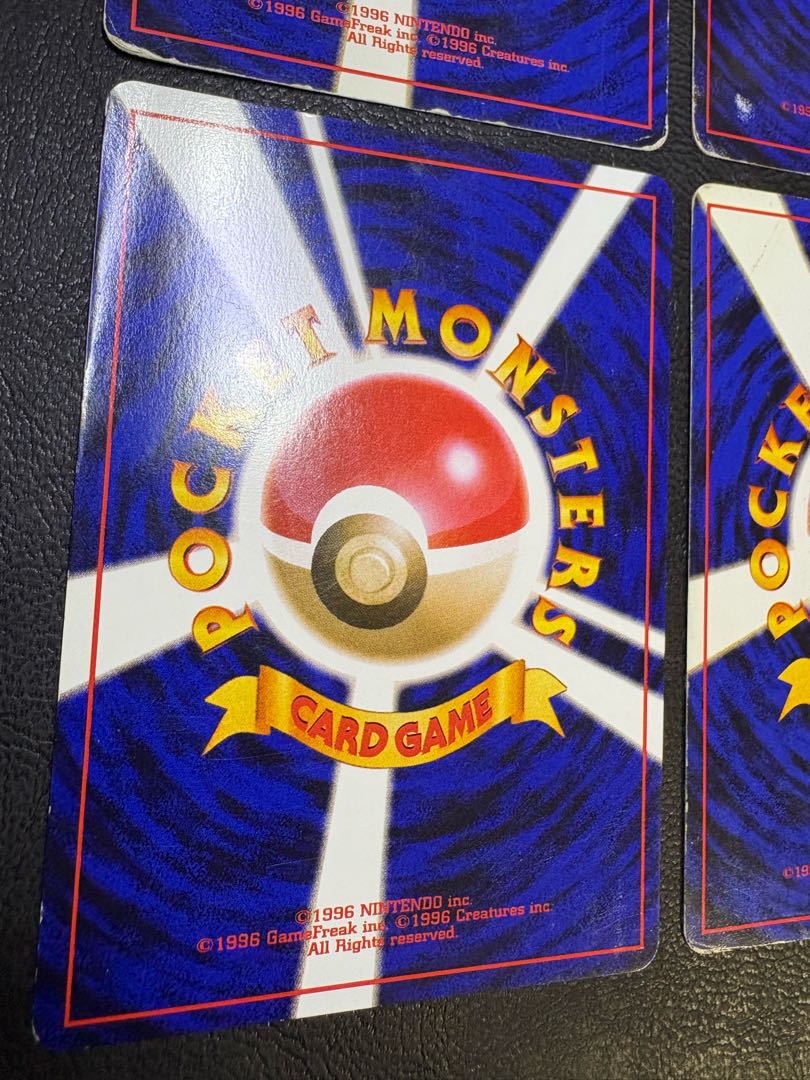 ©1996 NINTENDO inc.
©1996 GameFreak inc. ©1996 Creatures inc.
All Rights reserved.
POCKET MONSTERS
CARD GAME
©1996 NINTENDO inc.
©1996 GameFreak inc. ©1996 Creatures inc.
All Rights reserved.
POCKE